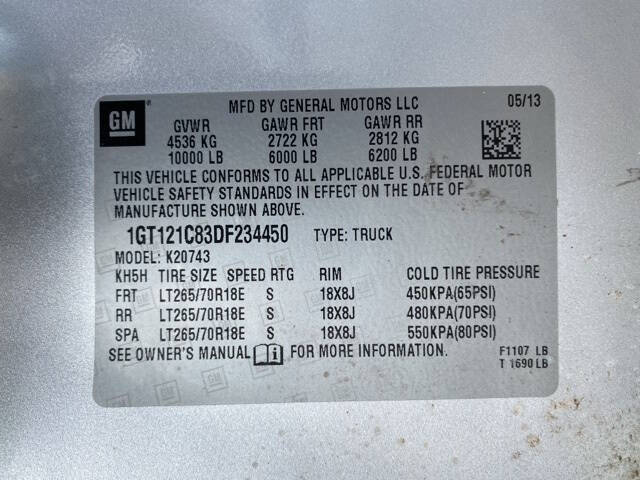 GM
MFD BY GENERAL MOTORS LLC 05/13
GVWR GAWR FRT GAWR RR
4536 KG 2722 KG 2812 KG
10000 LB 6000 LB 6200 LB
THIS VEHICLE CONFORMS TO ALL APPLICABLE U.S. FEDERAL MOTOR
VEHICLE SAFETY STANDARDS IN EFFECT ON THE DATE OF
MANUFACTURE SHOWN ABOVE.
1GT121C83DF234450 TYPE: TRUCK
MODEL: K20743
KH5H TIRE SIZE SPEED RTG RIM COLD TIRE PRESSURE
FRT LT265/70R18E S 18X8J 450KPA(65PSI)
RR LT265/70R18E S 18X8J 480KPA(70PSI)
SPA LT265/70R18E S 18X8J 550KPA(80PSI)
SEE OWNER'S MANUAL i FOR MORE INFORMATION. F1107 LB
T 1690 LB